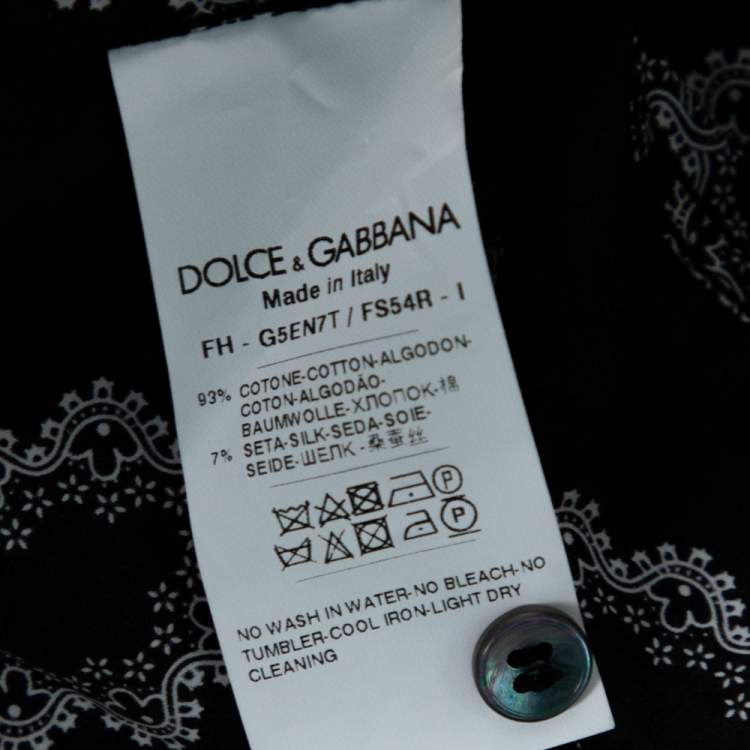 DOLCE & GABBANA
Made in Italy
FH - G5EN7T / FS54R - I
93% COTONE-COTTON-ALGODON-
COTON-ALGODÃO-
BAUMWOLLE-ХЛОПОК-棉
7% SETA-SILK-SEDA-SOIE-
SEIDE-ШЕЛК-桑蚕丝
P
P
NO WASH IN WATER-NO BLEACH-NO
TUMBLER-COOL IRON-LIGHT DRY
CLEANING